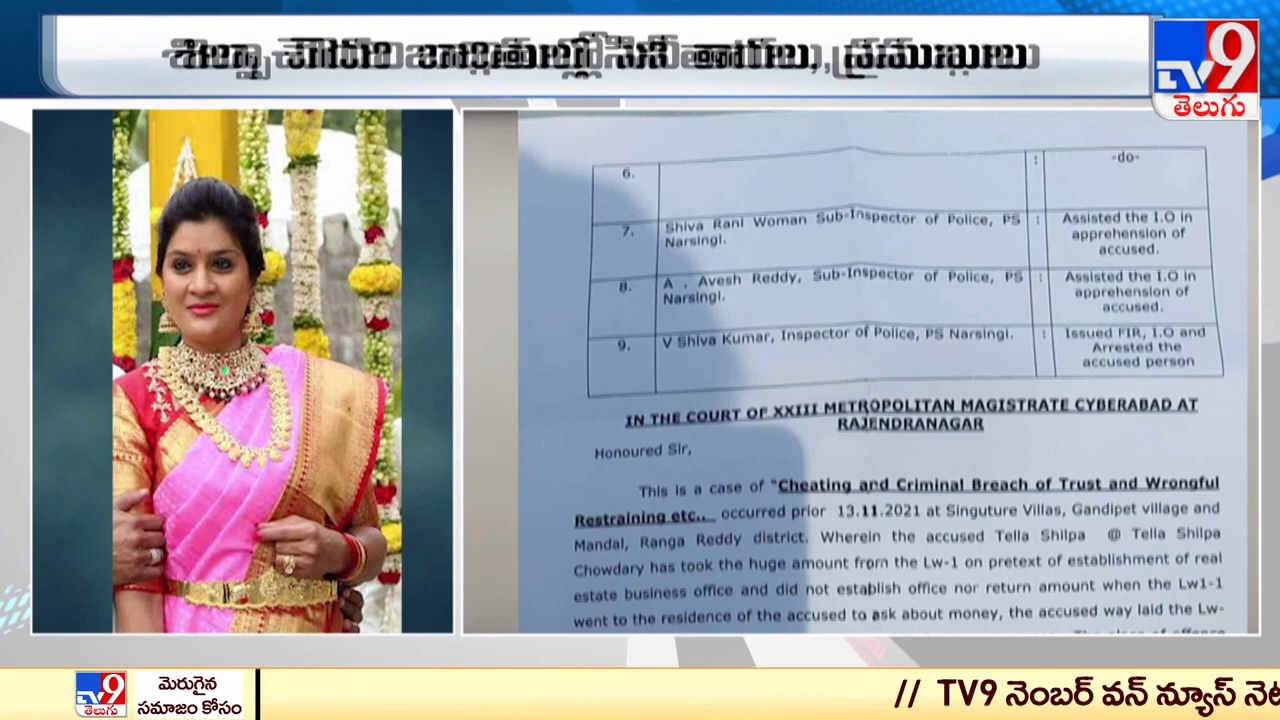 TV9
తెలుగు
6.
:
-do-
7.
Shiva Rani Woman Sub-Inspector of Police, PS
Narsingi.
:
Assisted the I.O in
apprehension of
accused.
8.
A . Avesh Reddy, Sub-Inspector of Police, PS
Narsingi.
:
Assisted the I.O in
apprehension of
accused.
9.
V Shiva Kumar, Inspector of Police, PS Narsingi.
:
Issued FIR, I.O and
Arrested the
accused person
IN THE COURT OF XXIII METROPOLITAN MAGISTRATE CYBERABAD AT
RAJENDRANAGAR
Honoured Sir,
This is a case of "Cheating and Criminal Breach of Trust and Wrongful
Restraining etc.. occurred prior 13.11.2021 at Singuture Villas, Gandipet village and
Mandal, Ranga Reddy district. Wherein the accused Tella Shilpa @ Tella Shilpa
Chowdary has took the huge amount from the Lw-1 on pretext of establishment of real
estate business office and did not establish office nor return amount when the Lw1-1
went to the residence of the accused to ask about money, the accused way laid the Lw-
TV9
తెలుగు
మెరుగైన
సమాజం కోసం
// TV9 నెంబర్ వన్ న్యూస్